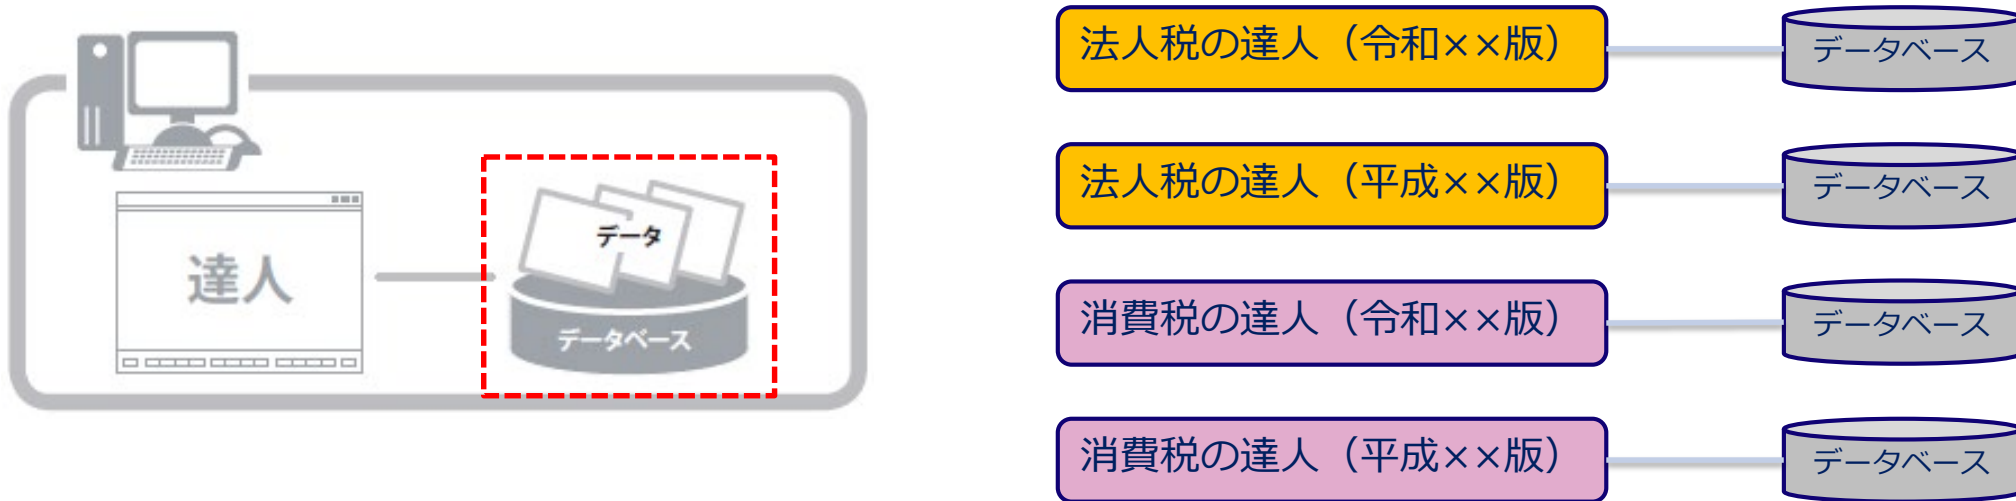 達人
データ
データベース
法人税の達人（令和××版）
データベース
法人税の達人（平成××版）
データベース
消費税の達人（令和××版）
データベース
消費税の達人（平成××版）
データベース